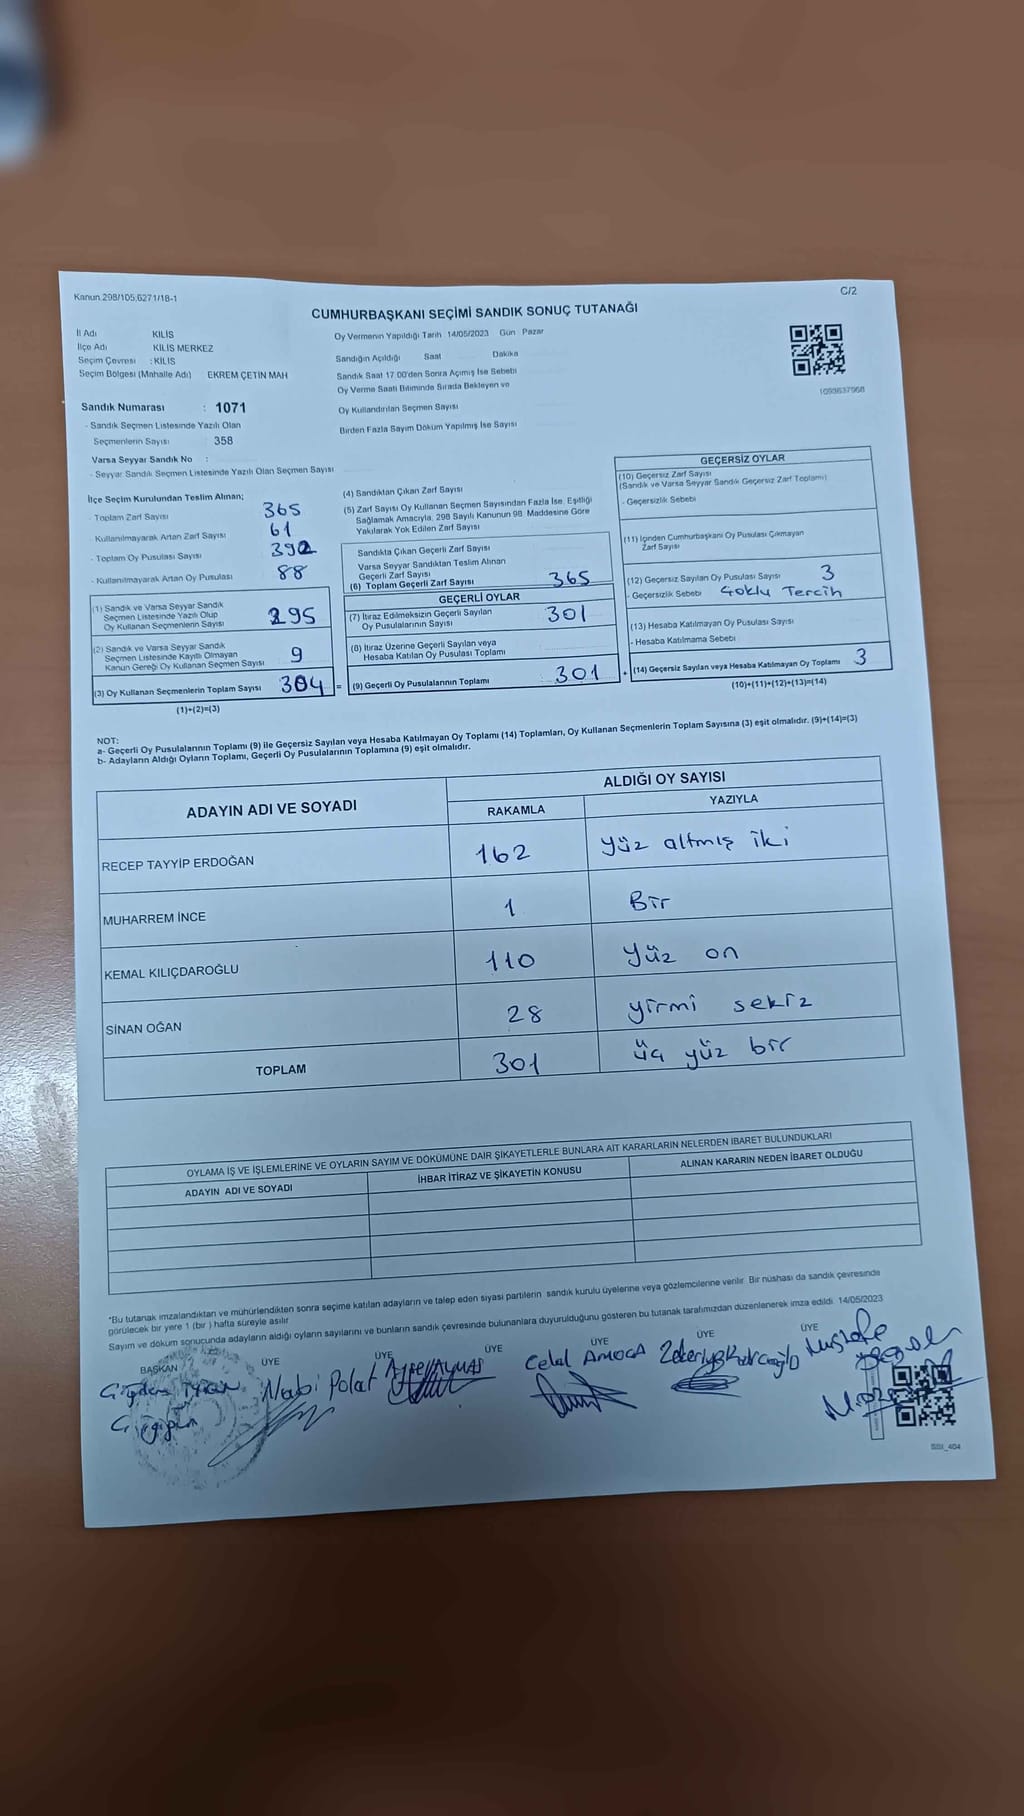 Kanun 298/105;6271/18-1
C/2
CUMHURBAŞKANI SEÇİMİ SANDIK SONUÇ TUTANAĞI
İl Adı KİLİS
İlçe Adı KİLİS MERKEZ
Seçim Çevresi : KİLİS
Seçim Bölgesi (Mahalle Adı) EKREM ÇETİN MAH
Sandık Numarası : 1071
- Sandık Seçmen Listesinde Yazılı Olan
Seçmenlerin Sayısı 358
Varsa Seyyar Sandık No :
- Seyyar Sandık Seçmen Listesinde Yazılı Olan Seçmen Sayısı
Oy Vermenin Yapıldığı Tarih 14/05/2023 Gün Pazar
Sandığın Açıldığı Saat Dakika
Sandık Saat 17.00'den Sonra Açımış İse Sebebi
Oy Verme Saati Bitiminde Sırada Bekleyen ve
Oy Kullandırılan Seçmen Sayısı
Birden Fazla Sayım Döküm Yapılmış İse Sayısı
1093637968
İlçe Seçim Kurulundan Teslim Alınan;
- Toplam Zarf Sayısı 365
- Kullanılmayarak Artan Zarf Sayısı 61
- Toplam Oy Pusulası Sayısı 392
- Kullanılmayarak Artan Oy Pusulası 88
(1) Sandık ve Varsa Seyyar Sandık
Seçmen Listesinde Yazılı Olup
Oy Kullanan Seçmenlerin Sayısı 295
(2) Sandık ve Varsa Seyyar Sandık
Seçmen Listesinde Kayıtlı Olmayan
Kanun Gereği Oy Kullanan Seçmen Sayısı 9
(3) Oy Kullanan Seçmenlerin Toplam Sayısı 304 =
(1)+(2)=(3)
(4) Sandıktan Çıkan Zarf Sayısı
(5) Zarf Sayısı Oy Kullanan Seçmen Sayısından Fazla İse, Eşitliği
Sağlamak Amacıyla, 298 Sayılı Kanunun 98. Maddesine Göre
Yakılarak Yok Edilen Zarf Sayısı
Sandıkta Çıkan Geçerli Zarf Sayısı
Varsa Seyyar Sandıktan Teslim Alınan
Geçerli Zarf Sayısı
(6) Toplam Geçerli Zarf Sayısı 365
GEÇERLİ OYLAR
(7) İtiraz Edilmeksizin Geçerli Sayılan
Oy Pusulalarının Sayısı 301
(8) İtiraz Üzerine Geçerli Sayılan veya
Hesaba Katılan Oy Pusulası Toplamı
(9) Geçerli Oy Pusulalarının Toplamı 301 +
GEÇERSİZ OYLAR
(10) Geçersiz Zarf Sayısı
(Sandık ve Varsa Seyyar Sandık Geçersiz Zarf Toplamı)
- Geçersizlik Sebebi
(11) İçinden Cumhurbaşkanı Oy Pusulası Çıkmayan
Zarf Sayısı
(12) Geçersiz Sayılan Oy Pusulası Sayısı 3
- Geçersizlik Sebebi Çoklu Tercih
(13) Hesaba Katılmayan Oy Pusulası Sayısı
- Hesaba Katılmama Sebebi
(14) Geçersiz Sayılan veya Hesaba Katılmayan Oy Toplamı 3
(10)+(11)+(12)+(13)=(14)
NOT:
a- Geçerli Oy Pusulalarının Toplamı (9) ile Geçersiz Sayılan veya Hesaba Katılmayan Oy Toplamı (14) Toplamları, Oy Kullanan Seçmenlerin Toplam Sayısına (3) eşit olmalıdır. (9)+(14)=(3)
b- Adayların Aldığı Oyların Toplamı, Geçerli Oy Pusulalarının Toplamına (9) eşit olmalıdır.
ADAYIN ADI VE SOYADI
ALDIĞI OY SAYISI
RAKAMLA YAZIYLA
RECEP TAYYİP ERDOĞAN 162 yüz altmış iki
MUHARREM İNCE 1 Bir
KEMAL KILIÇDAROĞLU 110 yüz on
SİNAN OĞAN 28 yirmi sekiz
TOPLAM 301 üç yüz bir
OYLAMA İŞ VE İŞLEMLERİNE VE OYLARIN SAYIM VE DÖKÜMÜNE DAİR ŞİKAYETLERLE BUNLARA AİT KARARLARIN NELERDEN İBARET BULUNDUKLARI
ADAYIN ADI VE SOYADI İHBAR İTİRAZ VE ŞİKAYETİN KONUSU ALINAN KARARIN NEDEN İBARET OLDUĞU
*Bu tutanak imzalandıktan ve mühürlendikten sonra seçime katılan adayların ve talep eden siyasi partilerin sandık kurulu üyelerine veya gözlemcilerine verilir. Bir nüshası da sandık çevresinde
görülecek bir yere 1 (bir) hafta süreyle asılır
Sayım ve döküm sonucunda adayların aldığı oyların sayılarını ve bunların sandık çevresinde bulunanlara duyurulduğunu gösteren bu tutanak tarafımızdan düzenlenerek imza edildi. 14/05/2023
BAŞKAN ÜYE ÜYE ÜYE ÜYE ÜYE ÜYE
Nabi Polat
Celal
Mustafa